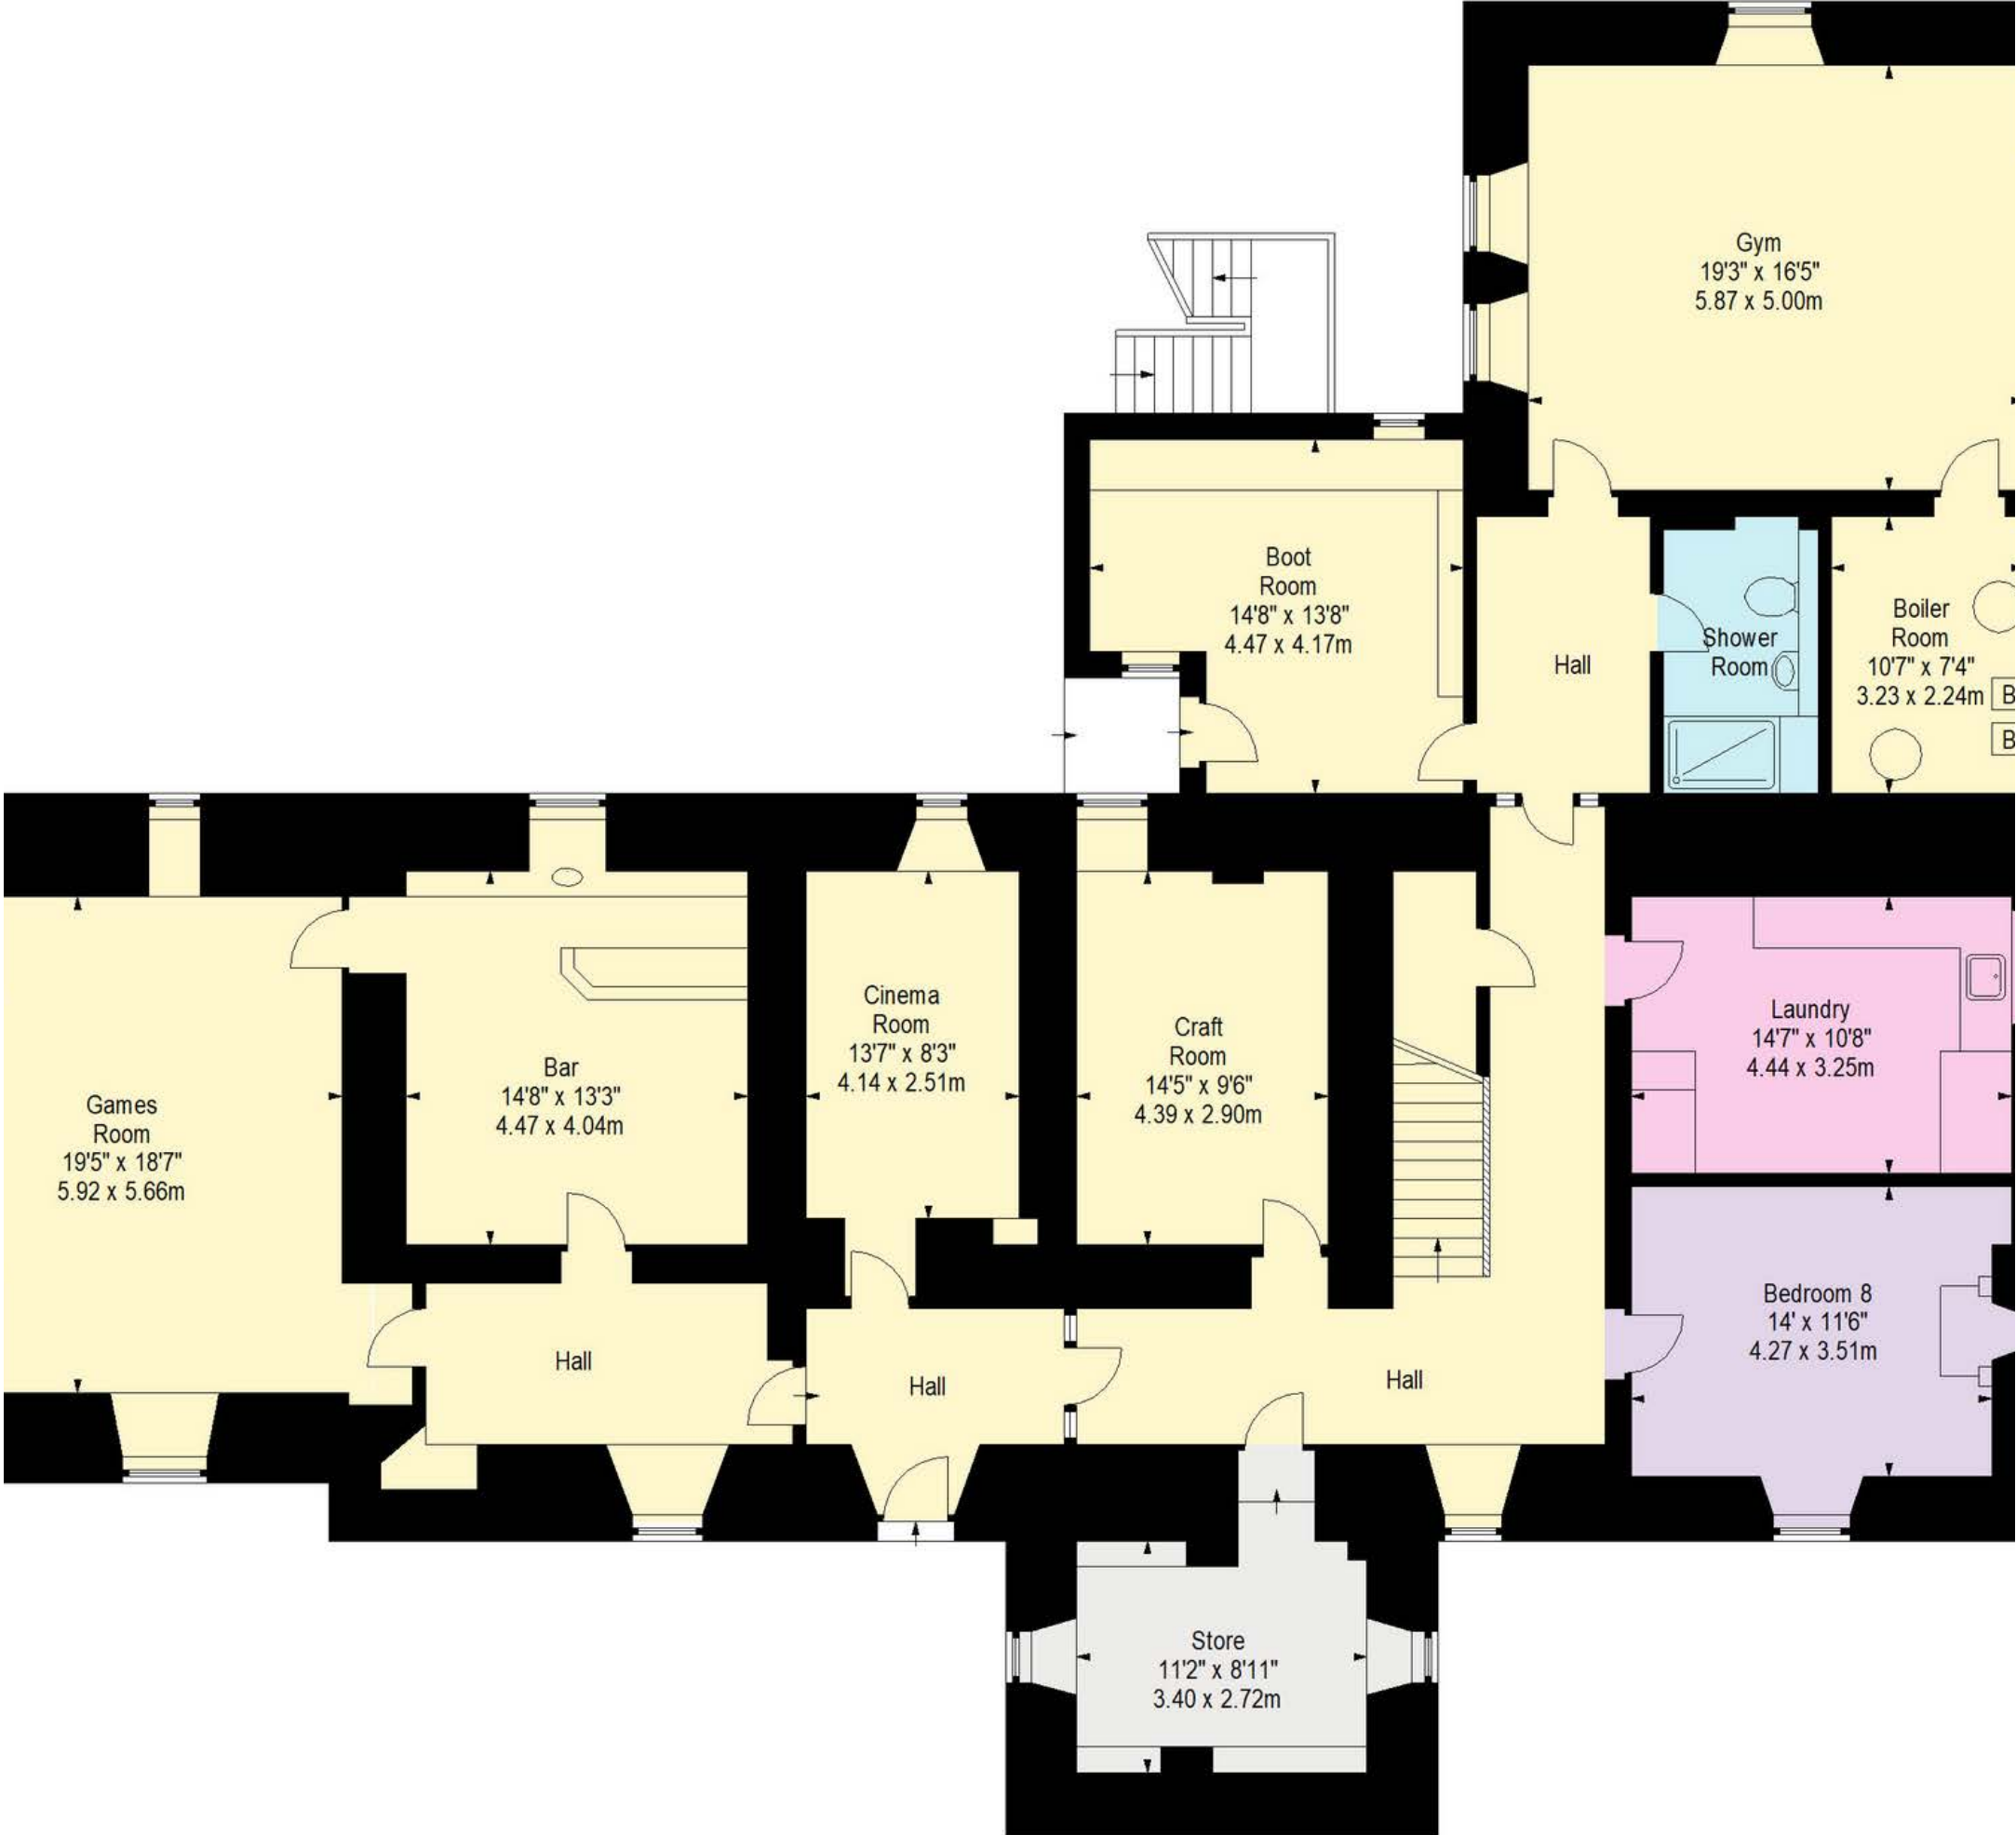 Gym
19'3" x 16'5"
5.87 x 5.00m
Boot
Room
14'8" x 13'8"
4.47 x 4.17m
Hall
Shower
Room
Boiler
Room
10'7" x 7'4"
3.23 x 2.24m
B
B
Games
Room
19'5" x 18'7"
5.92 x 5.66m
Bar
14'8" x 13'3"
4.47 x 4.04m
Cinema
Room
13'7" x 8'3"
4.14 x 2.51m
Craft
Room
14'5" x 9'6"
4.39 x 2.90m
Laundry
14'7" x 10'8"
4.44 x 3.25m
Hall
Hall
Hall
Bedroom 8
14' x 11'6"
4.27 x 3.51m
Store
11'2" x 8'11"
3.40 x 2.72m